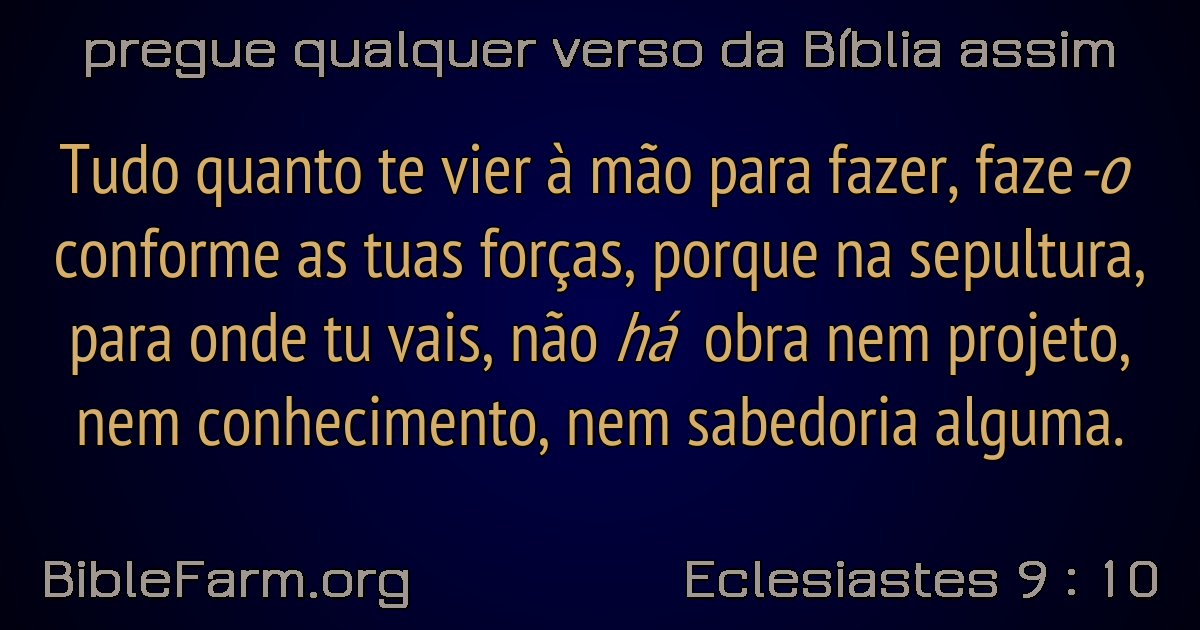 pregue qualquer verso da Bíblia assim
Tudo quanto te vier à mão para fazer, faze-o
conforme as tuas forças, porque na sepultura,
para onde tu vais, não há obra nem projeto,
nem conhecimento, nem sabedoria alguma.
BibleFarm.org
Eclesiastes 9 : 10